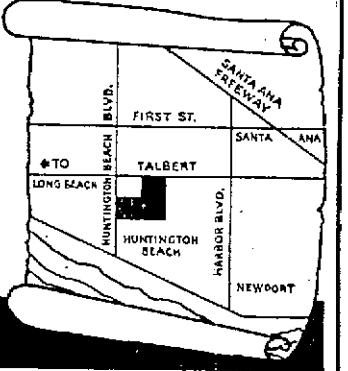 SANTA ANA
FREEWAY
BLVD.
FIRST ST.
SANTA ANA
←TO
LONG BEACH
TALBERT
HUNTINGTON BEACH
HUNTINGTON
BEACH
HARBOR BLVD.
NEWPORT